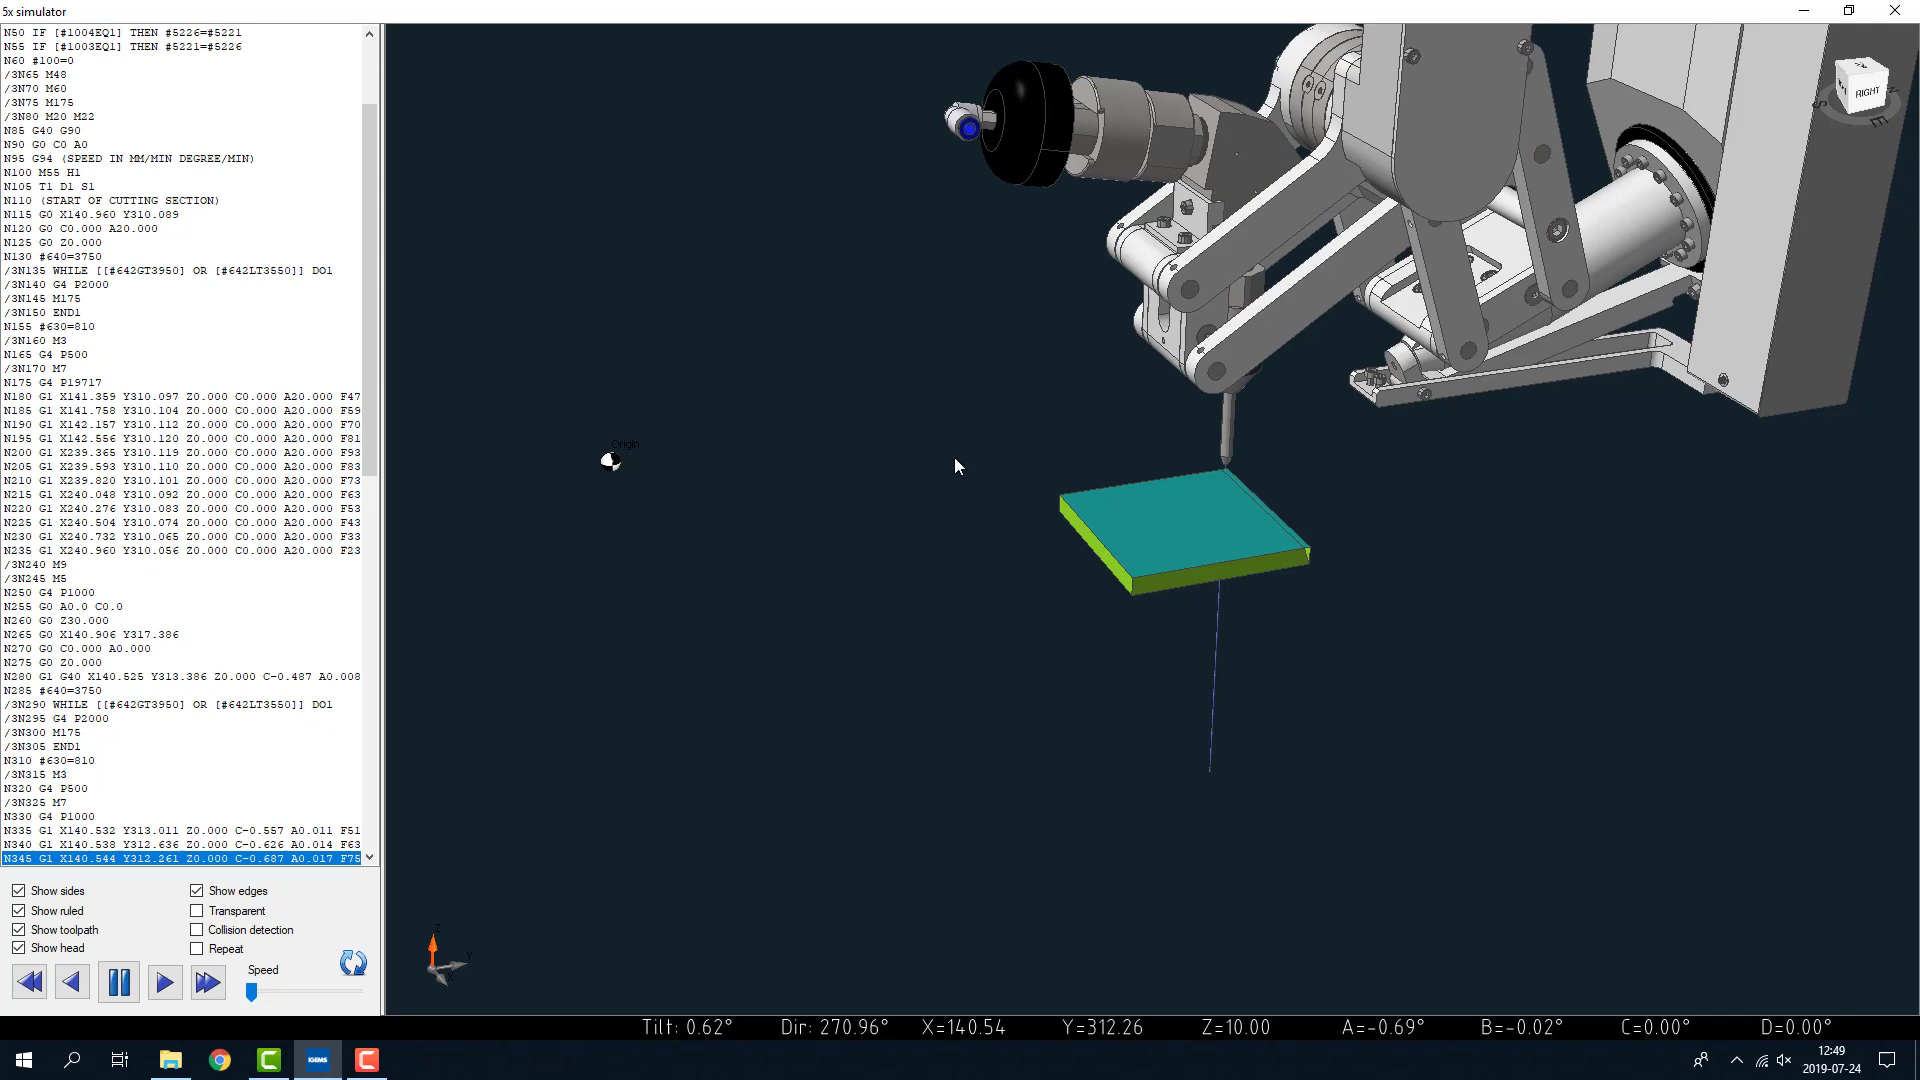 5x simulator
N50 IF [#1004EQ1] THEN #5226=#5221
N55 IF [#1003EQ1] THEN #5221=#5226
N60 #100=0
/3N65 M48
/3N70 M60
/3N75 M175
/3N80 M20 M22
N85 G40 G90
N90 G0 C0 A0
N95 G94 (SPEED IN MM/MIN DEGREE/MIN)
N100 M55 H1
N105 T1 D1 S1
N110 (START OF CUTTING SECTION)
N115 G0 X140.960 Y310.089
N120 G0 C0.000 A20.000
N125 G0 Z0.000
N130 #640=3750
/3N135 WHILE [[#642GT3950] OR [#642LT3550]] DO1
/3N140 G4 P2000
/3N145 M175
/3N150 END1
N155 #630=810
/3N160 M3
N165 G4 P500
/3N170 M7
N175 G4 P19717
N180 G1 X141.359 Y310.097 Z0.000 C0.000 A20.000 F47
N185 G1 X141.758 Y310.104 Z0.000 C0.000 A20.000 F59
N190 G1 X142.157 Y310.112 Z0.000 C0.000 A20.000 F70
N195 G1 X142.556 Y310.120 Z0.000 C0.000 A20.000 F81
N200 G1 X239.365 Y310.119 Z0.000 C0.000 A20.000 F93
N205 G1 X239.593 Y310.110 Z0.000 C0.000 A20.000 F83
N210 G1 X239.820 Y310.101 Z0.000 C0.000 A20.000 F73
N215 G1 X240.048 Y310.092 Z0.000 C0.000 A20.000 F63
N220 G1 X240.276 Y310.083 Z0.000 C0.000 A20.000 F53
N225 G1 X240.504 Y310.074 Z0.000 C0.000 A20.000 F43
N230 G1 X240.732 Y310.065 Z0.000 C0.000 A20.000 F33
N235 G1 X240.960 Y310.056 Z0.000 C0.000 A20.000 F23
/3N240 M9
/3N245 M5
N250 G4 P1000
N255 G0 A0.0 C0.0
N260 G0 Z30.000
N265 G0 X140.906 Y317.386
N270 G0 C0.000 A0.000
N275 G0 Z0.000
N280 G1 G40 X140.525 Y313.386 Z0.000 C-0.487 A0.008
N285 #640=3750
/3N290 WHILE [[#642GT3950] OR [#642LT3550]] DO1
/3N295 G4 P2000
/3N300 M175
/3N305 END1
N310 #630=810
/3N315 M3
N320 G4 P500
/3N325 M7
N330 G4 P1000
N335 G1 X140.532 Y313.011 Z0.000 C-0.557 A0.011 F51
N340 G1 X140.538 Y312.636 Z0.000 C-0.626 A0.014 F63
N345 G1 X140.544 Y312.261 Z0.000 C-0.687 A0.017 F75
Show sides
Show edges
Show ruled
Transparent
Show toolpath
Collision detection
Show head
Repeat
Speed
Origin
RIGHT
S
E
Z
Y
Tilt: 0.62° Dir: 270.96° X=140.54 Y=312.26 Z=10.00 A=-0.69° B=-0.02° C=0.00° D=0.00°
IGEMS
12:49
2019-07-24